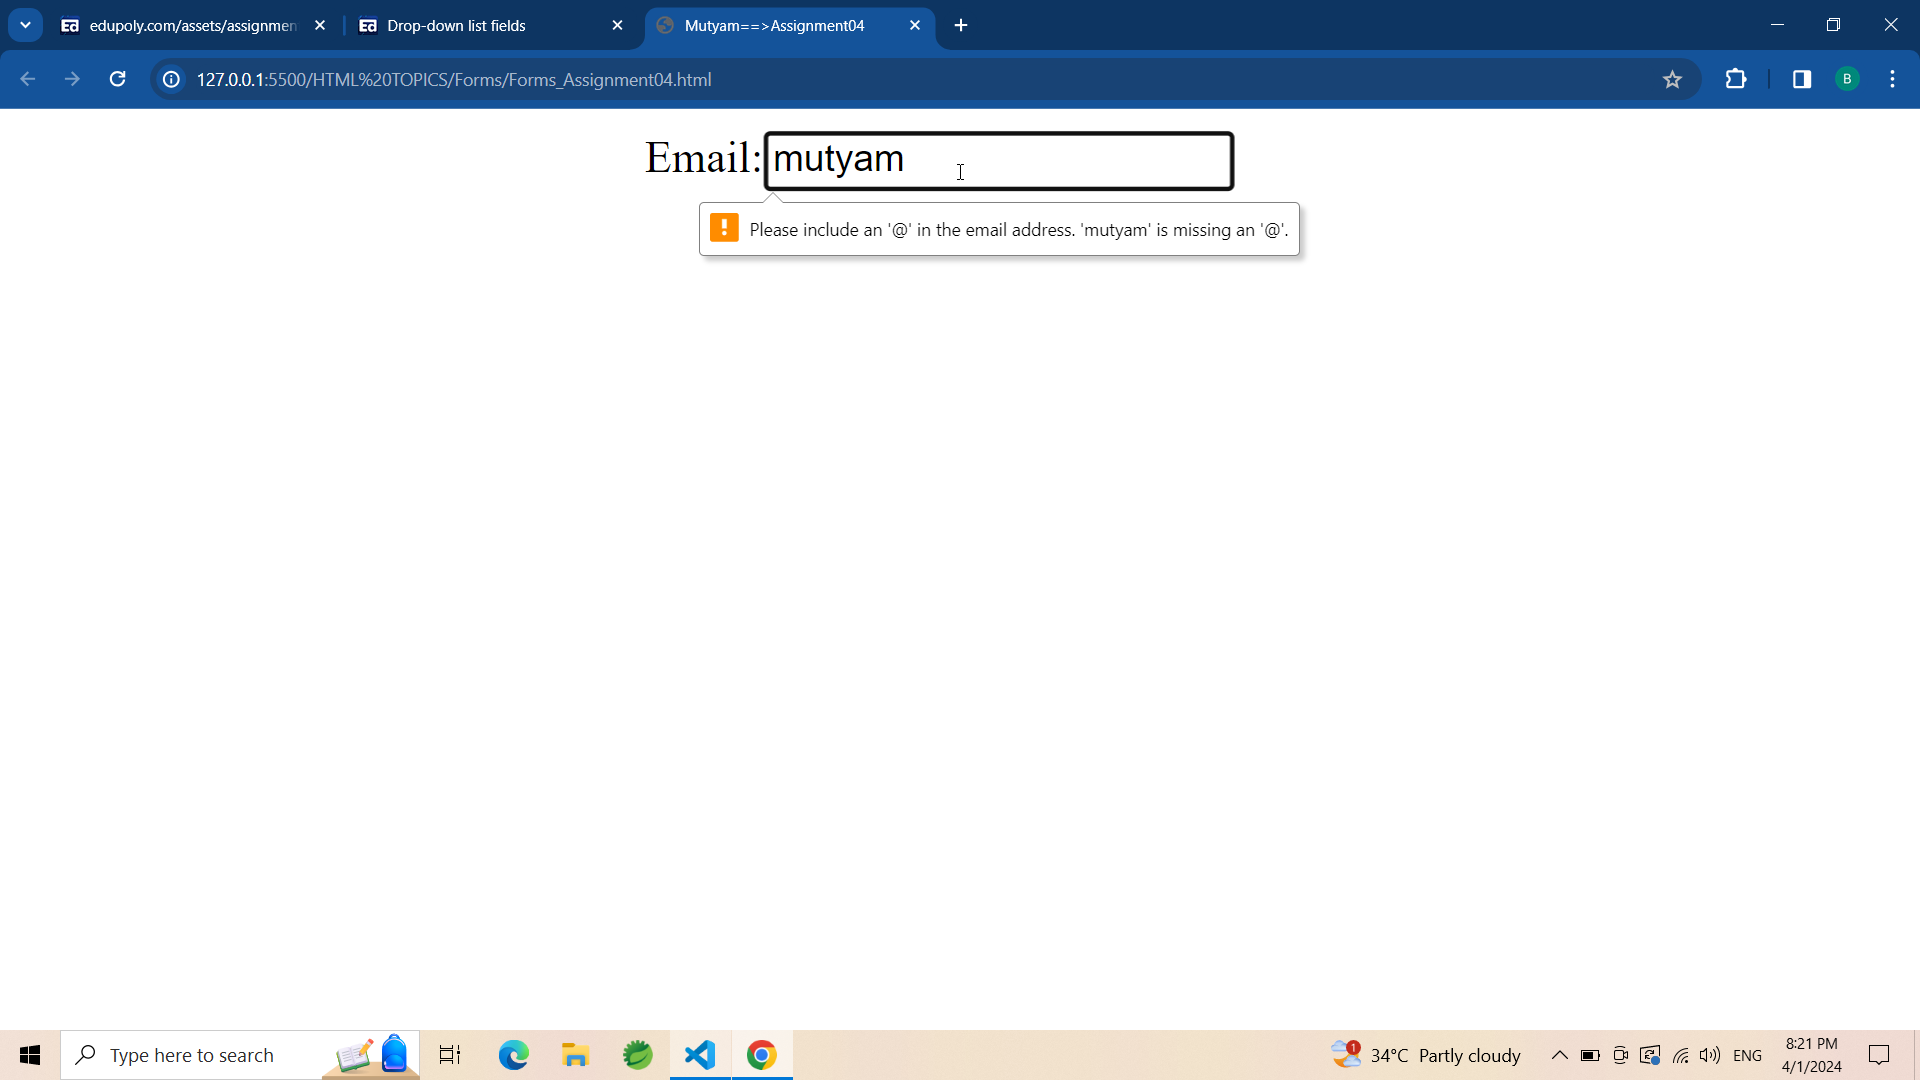 edupoly.com/assets/assignmen
Drop-down list fields
Mutyam==>Assignment04
127.0.0.1:5500/HTML%20TOPICS/Forms/Forms_Assignment04.html
B
Email:
mutyam
Please include an '@' in the email address. 'mutyam' is missing an '@'.
Type here to search
1
34°C Partly cloudy
ENG
8:21 PM
4/1/2024